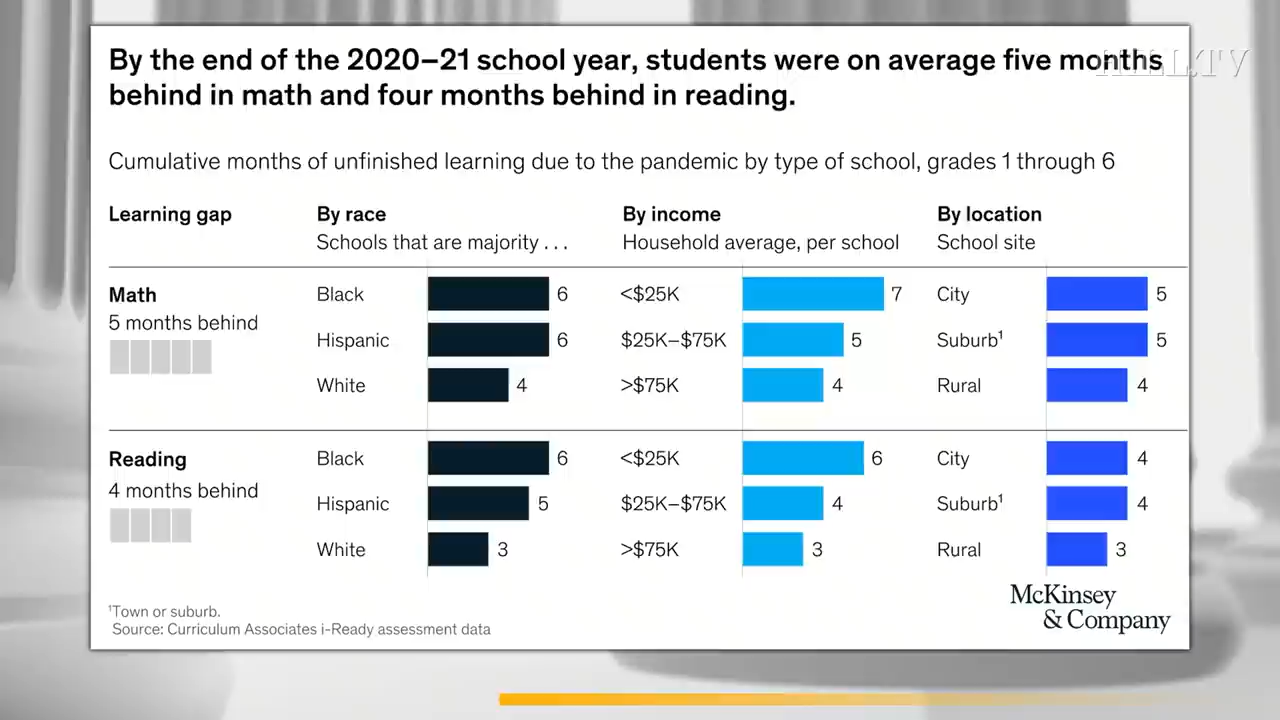 HILL.TV
By the end of the 2020–21 school year, students were on average five months
behind in math and four months behind in reading.
Cumulative months of unfinished learning due to the pandemic by type of school, grades 1 through 6
Learning gap By race By income By location
Schools that are majority . . . Household average, per school School site
Math Black 6 <$25K 7 City 5
5 months behind
Hispanic 6 $25K–$75K 5 Suburb¹ 5
White 4 >$75K 4 Rural 4
Reading Black 6 <$25K 6 City 4
4 months behind
Hispanic 5 $25K–$75K 4 Suburb¹ 4
White 3 >$75K 3 Rural 3
McKinsey
& Company
¹Town or suburb.
Source: Curriculum Associates i-Ready assessment data